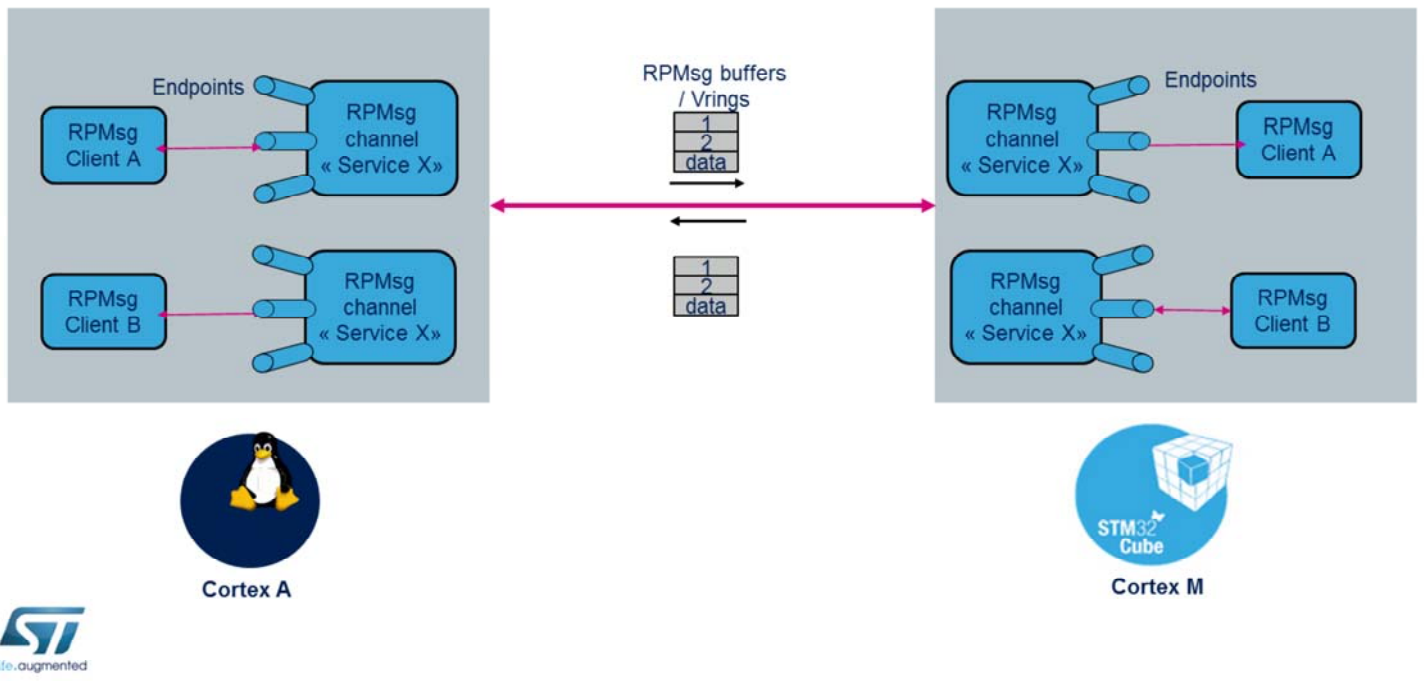 Endpoints
RPMsg
Client A
RPMsg
channel
« Service X»
RPMsg
Client B
RPMsg
channel
« Service X»
RPMsg buffers
/ Vrings
1
2
data
1
2
data
Endpoints
RPMsg
channel
« Service X»
RPMsg
Client A
RPMsg
channel
« Service X»
RPMsg
Client B
Cortex A
STM32
Cube
Cortex M
ST
life.augmented